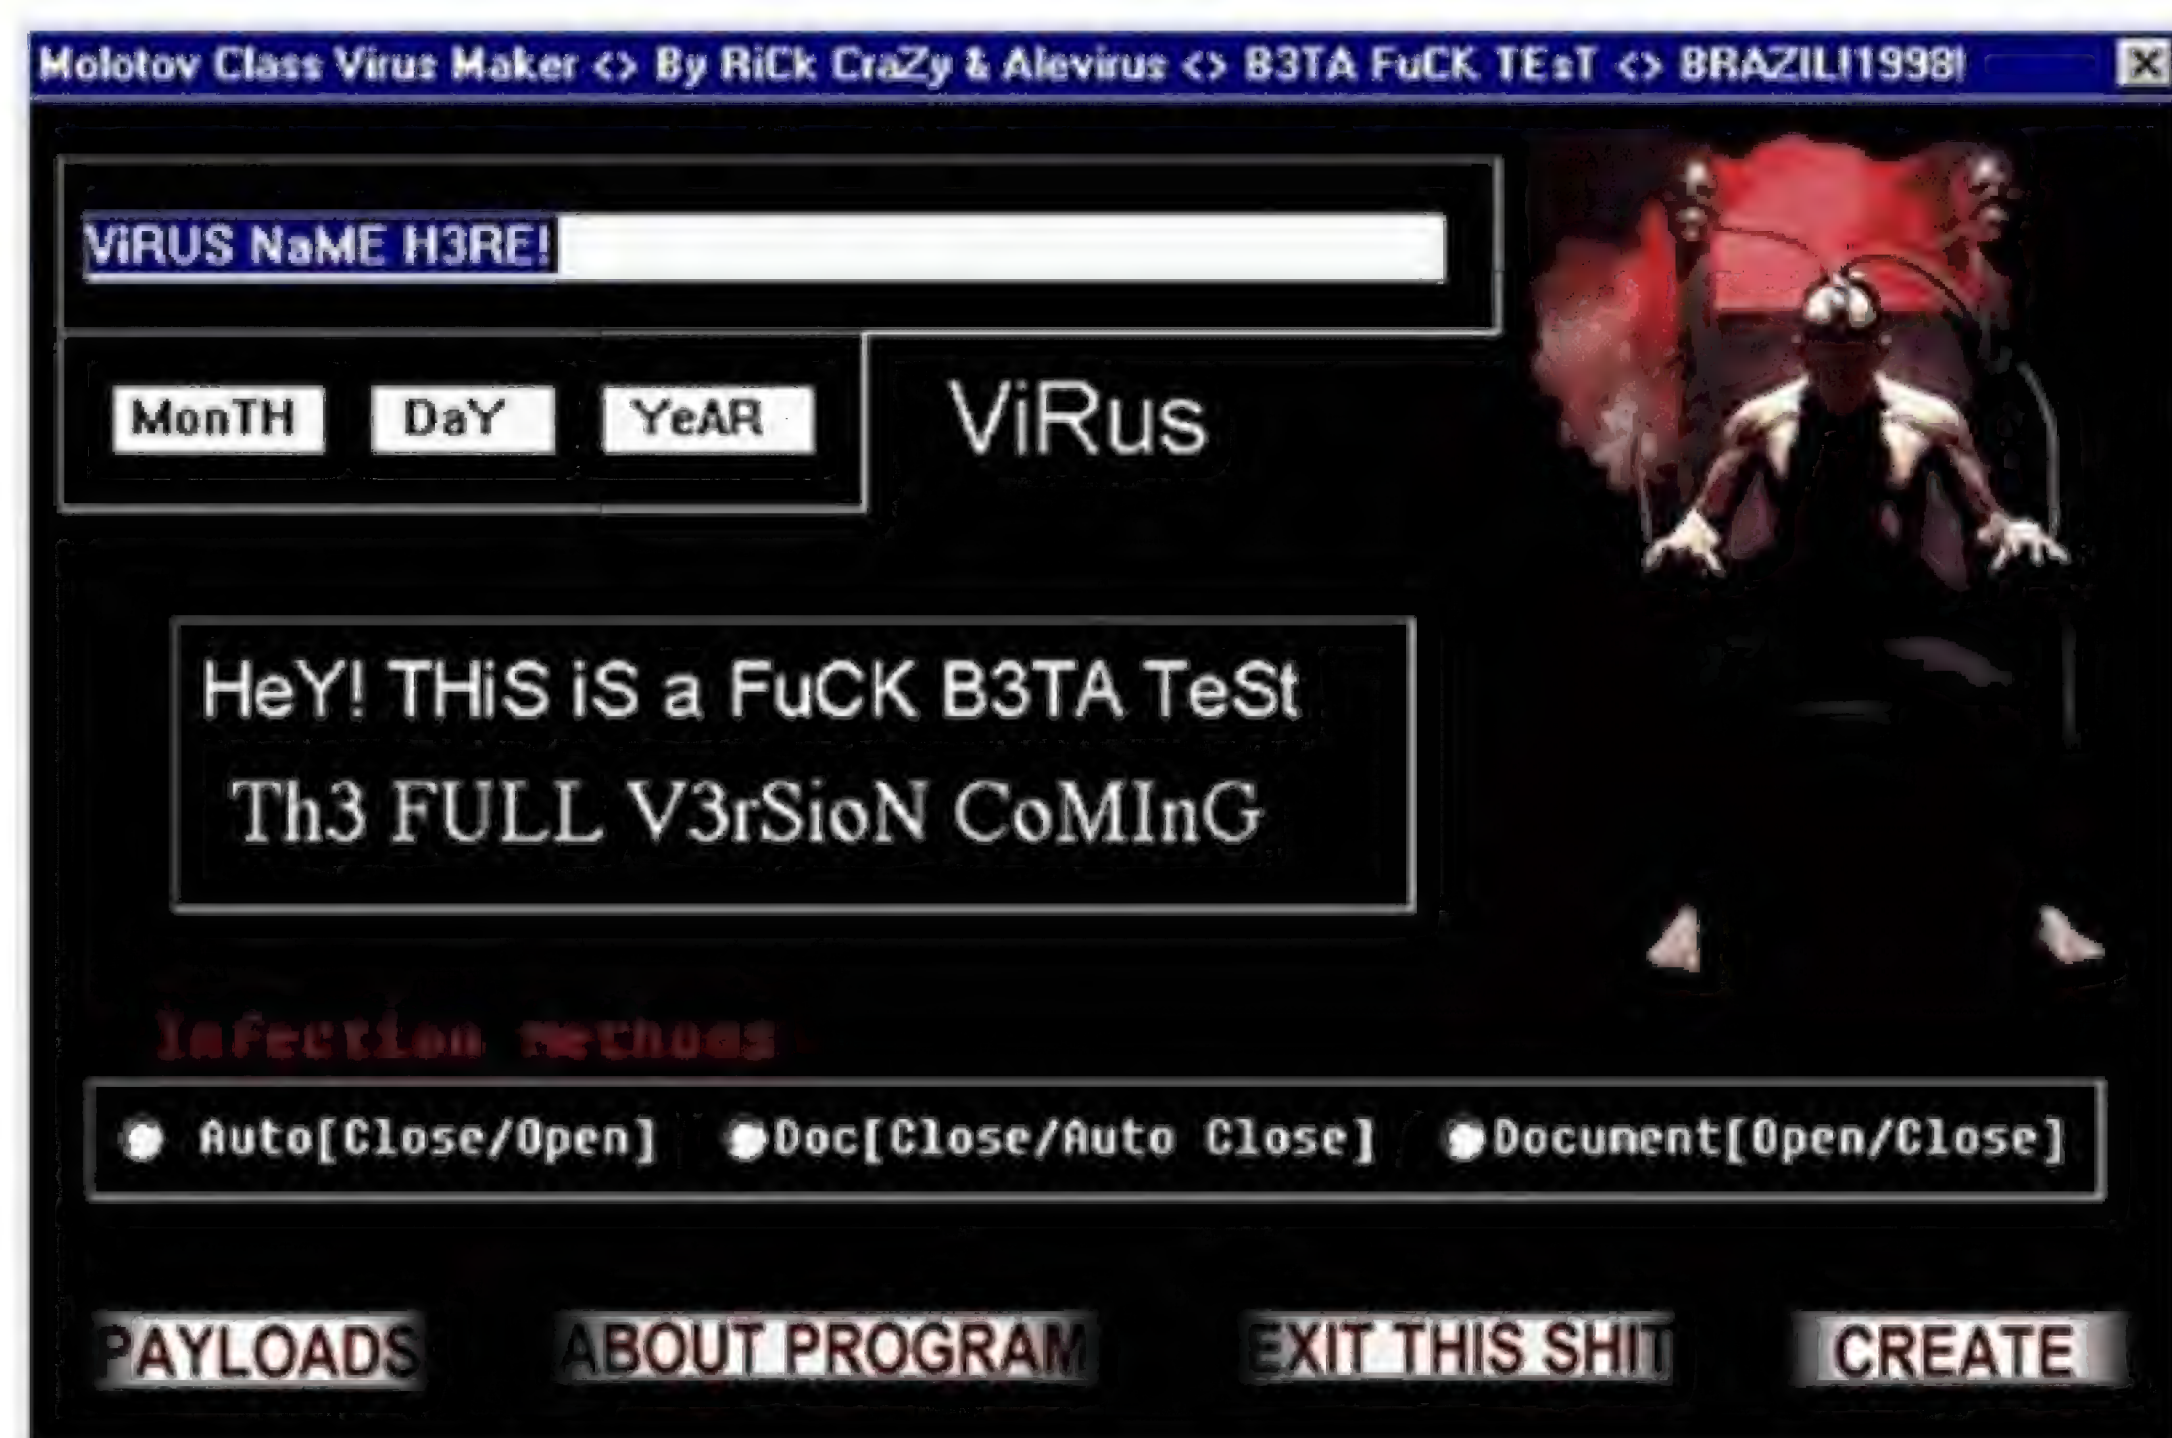 Molotov Class Virus Maker <> By RiCk CraZy & Alevirus <> B3TA FuCK TEsT <> BRAZIL!1998!
ViRUS NaME H3RE!
MonTH DaY YeAR
ViRus
HeY! THiS iS a FuCK B3TA TeSt
Th3 FULL V3rSioN CoMInG
Infection methods
Auto[Close/Open] Doc[Close/Auto Close] Document[Open/Close]
PAYLOADS ABOUT PROGRAM EXIT THIS SHIT CREATE